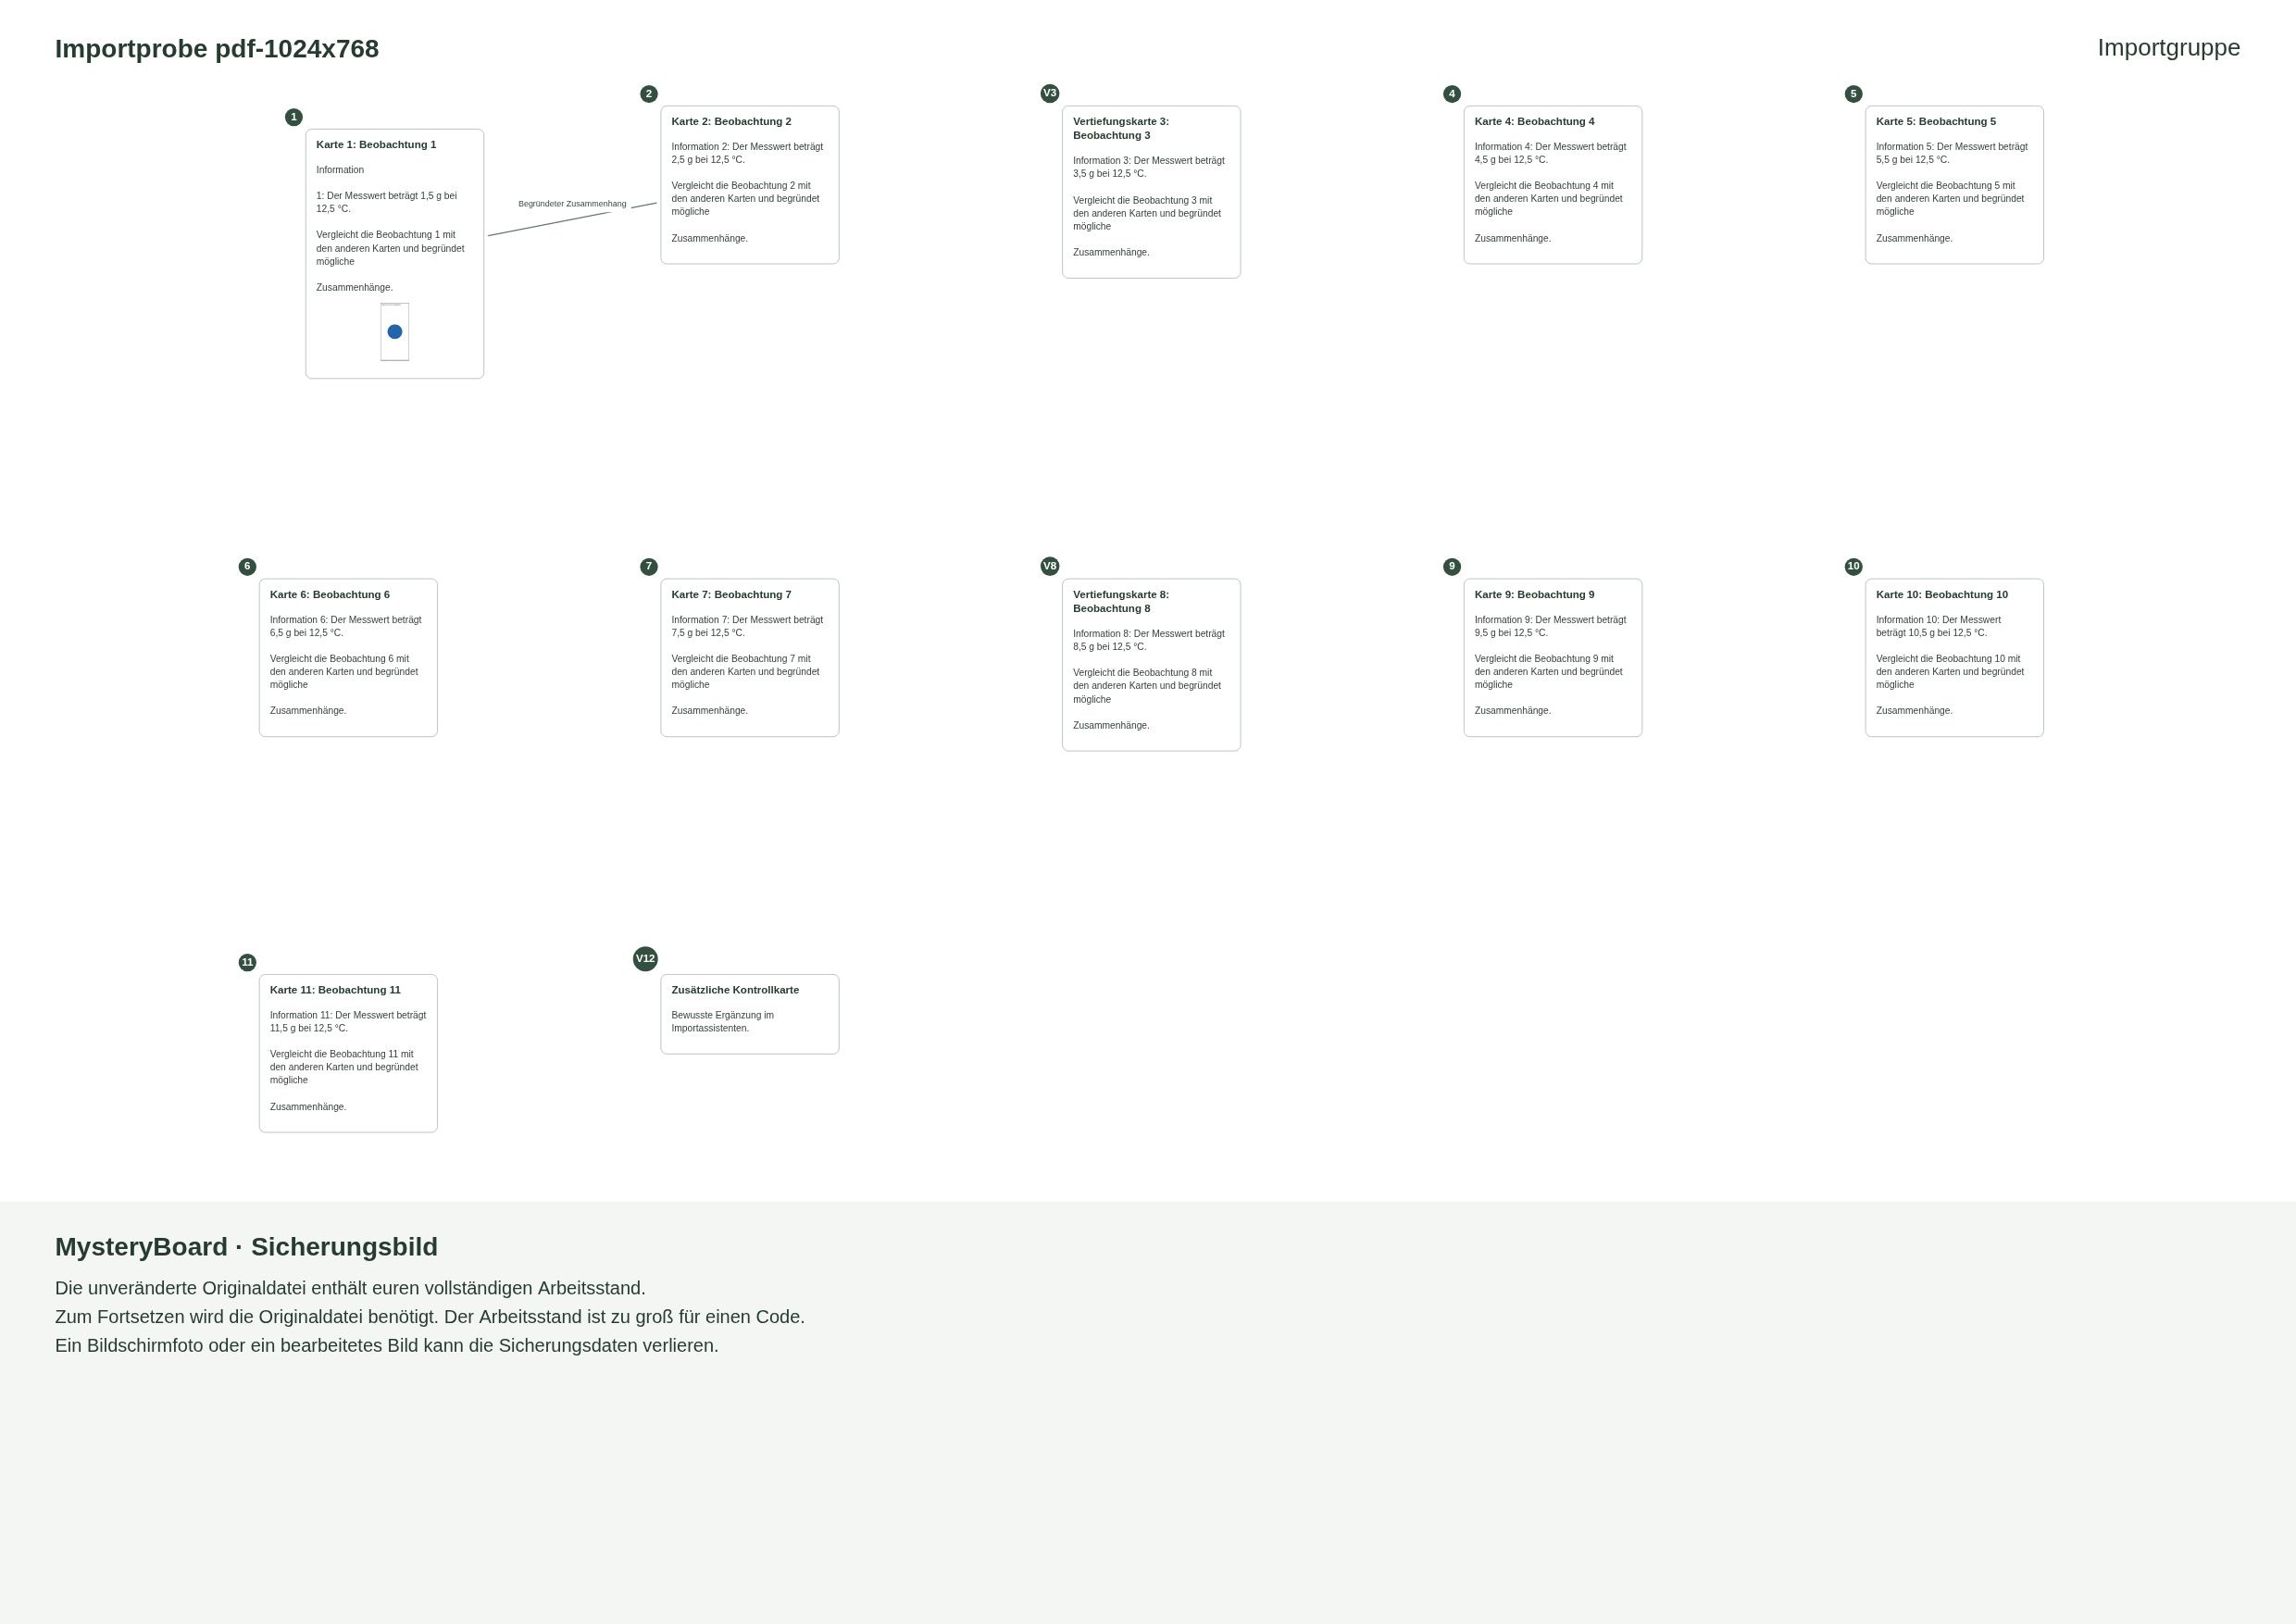 Importprobe pdf-1024x768
Importgruppe
1
Karte 1: Beobachtung 1
Information
1: Der Messwert beträgt 1,5 g bei
12,5 °C.
Vergleicht die Beobachtung 1 mit
den anderen Karten und begründet
mögliche
Zusammenhänge.
Begründeter Zusammenhang
2
Karte 2: Beobachtung 2
Information 2: Der Messwert beträgt
2,5 g bei 12,5 °C.
Vergleicht die Beobachtung 2 mit
den anderen Karten und begründet
mögliche
Zusammenhänge.
V3
Vertiefungskarte 3:
Beobachtung 3
Information 3: Der Messwert beträgt
3,5 g bei 12,5 °C.
Vergleicht die Beobachtung 3 mit
den anderen Karten und begründet
mögliche
Zusammenhänge.
4
Karte 4: Beobachtung 4
Information 4: Der Messwert beträgt
4,5 g bei 12,5 °C.
Vergleicht die Beobachtung 4 mit
den anderen Karten und begründet
mögliche
Zusammenhänge.
5
Karte 5: Beobachtung 5
Information 5: Der Messwert beträgt
5,5 g bei 12,5 °C.
Vergleicht die Beobachtung 5 mit
den anderen Karten und begründet
mögliche
Zusammenhänge.
6
Karte 6: Beobachtung 6
Information 6: Der Messwert beträgt
6,5 g bei 12,5 °C.
Vergleicht die Beobachtung 6 mit
den anderen Karten und begründet
mögliche
Zusammenhänge.
7
Karte 7: Beobachtung 7
Information 7: Der Messwert beträgt
7,5 g bei 12,5 °C.
Vergleicht die Beobachtung 7 mit
den anderen Karten und begründet
mögliche
Zusammenhänge.
V8
Vertiefungskarte 8:
Beobachtung 8
Information 8: Der Messwert beträgt
8,5 g bei 12,5 °C.
Vergleicht die Beobachtung 8 mit
den anderen Karten und begründet
mögliche
Zusammenhänge.
9
Karte 9: Beobachtung 9
Information 9: Der Messwert beträgt
9,5 g bei 12,5 °C.
Vergleicht die Beobachtung 9 mit
den anderen Karten und begründet
mögliche
Zusammenhänge.
10
Karte 10: Beobachtung 10
Information 10: Der Messwert
beträgt 10,5 g bei 12,5 °C.
Vergleicht die Beobachtung 10 mit
den anderen Karten und begründet
mögliche
Zusammenhänge.
11
Karte 11: Beobachtung 11
Information 11: Der Messwert beträgt
11,5 g bei 12,5 °C.
Vergleicht die Beobachtung 11 mit
den anderen Karten und begründet
mögliche
Zusammenhänge.
V12
Zusätzliche Kontrollkarte
Bewusste Ergänzung im
Importassistenten.
MysteryBoard · Sicherungsbild
Die unveränderte Originaldatei enthält euren vollständigen Arbeitsstand.
Zum Fortsetzen wird die Originaldatei benötigt. Der Arbeitsstand ist zu groß für einen Code.
Ein Bildschirmfoto oder ein bearbeitetes Bild kann die Sicherungsdaten verlieren.